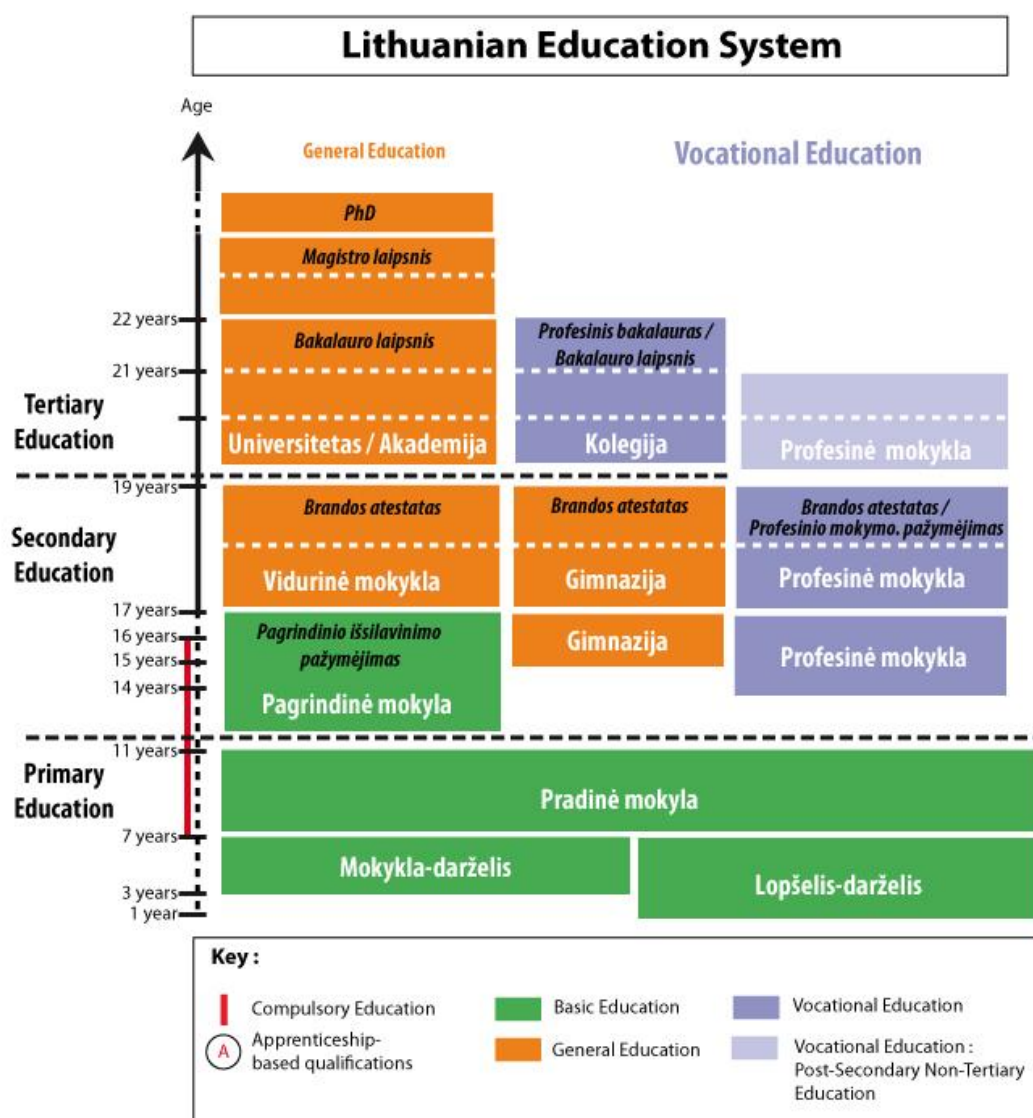 Lithuanian Education System
Age
General Education
Vocational Education
PhD
Magistro laipsnis
22 years
Bakalauro laipsnis
Profesinis bakalauras /
Bakalauro laipsnis
21 years
Tertiary
Education
Universitetas / Akademija
Kolegija
Profesinė mokykla
19 years
Brandos atestatas
Brandos atestatas
Brandos atestatas /
Profesinio mokymo. pažymėjimas
Secondary
Education
Vidurinė mokykla
Gimnazija
Profesinė mokykla
17 years
16 years
15 years
14 years
Pagrindinio išsilavinimo
pažymėjimas
Pagrindinė mokyla
Gimnazija
Profesinė mokykla
11 years
Primary
Education
Pradinė mokyla
7 years
Mokykla-darželis
Lopšelis-darželis
3 years
1 year
Key :
Compulsory Education
Basic Education
Vocational Education
A
Apprenticeship-
based qualifications
General Education
Vocational Education :
Post-Secondary Non-Tertiary
Education